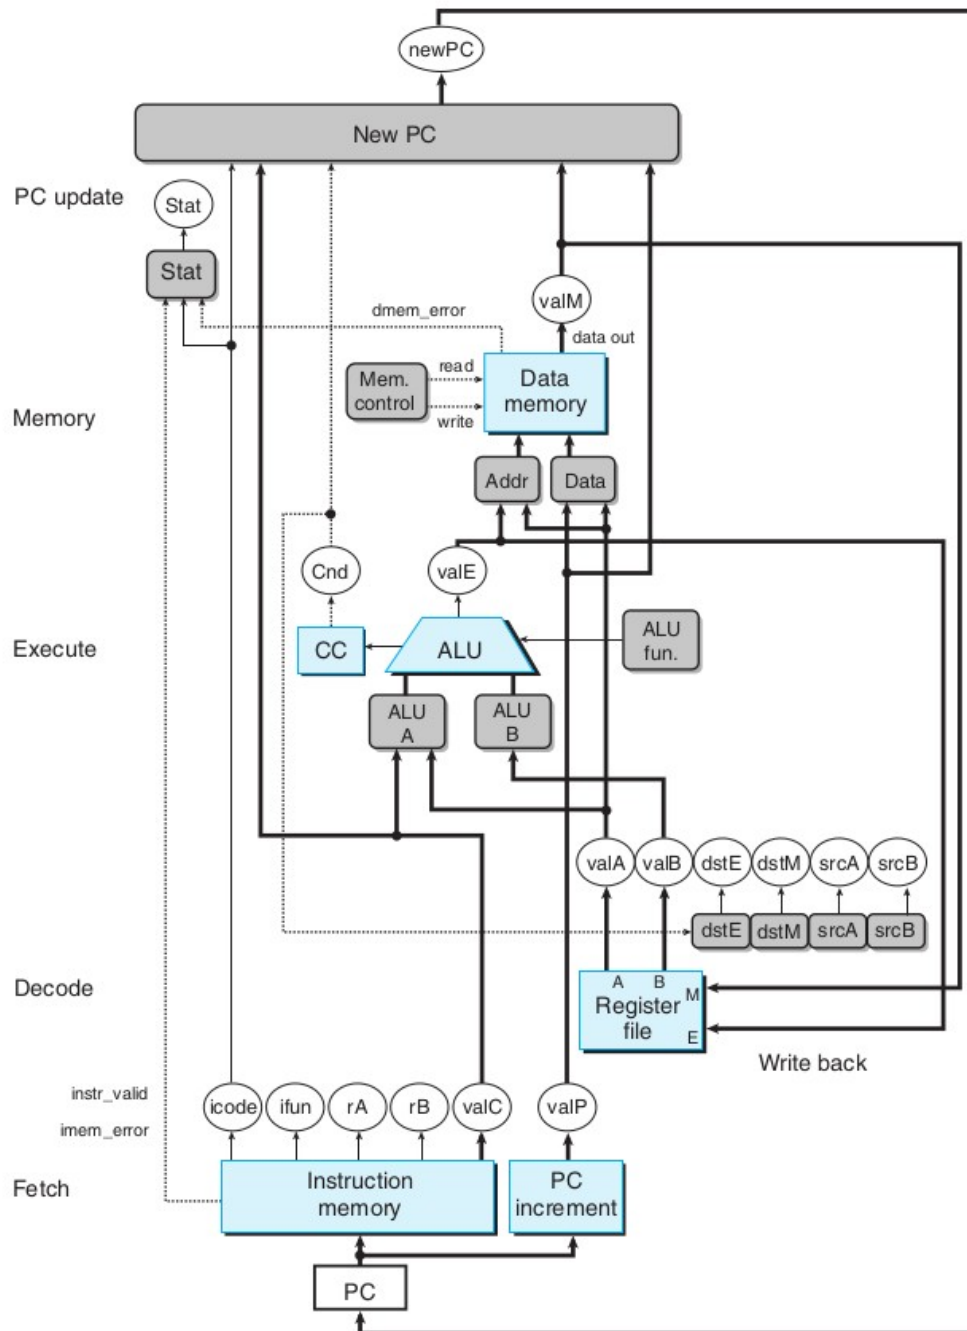 newPC
New PC
PC update
Stat
Stat
valM
dmem_error
data out
read
Mem.
control
write
Data
memory
Memory
Addr
Data
Cnd
valE
CC
ALU
ALU
fun.
Execute
ALU
A
ALU
B
valA
valB
dstE
dstM
srcA
srcB
dstE
dstM
srcA
srcB
Decode
A
B
M
Register
file
E
Write back
instr_valid
imem_error
icode
ifun
rA
rB
valC
valP
Fetch
Instruction
memory
PC
increment
PC